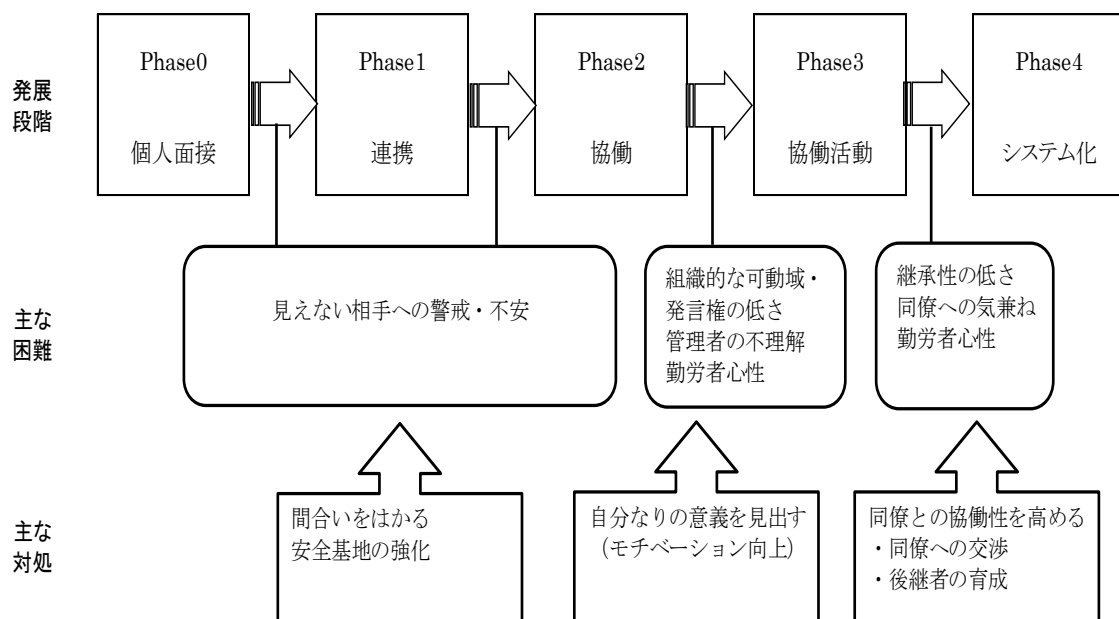 発展
段階
Phase0
個人面接
Phase1
連携
Phase2
協働
Phase3
協働活動
Phase4
システム化
主な
困難
見えない相手への警戒・不安
組織的な可動域・
発言権の低さ
管理者の不理解
勤労者心性
継承性の低さ
同僚への気兼ね
勤労者心性
主な
対処
間合いをはかる
安全基地の強化
自分なりの意義を見出す
(モチベーション向上)
同僚との協働性を高める
・同僚への交渉
・後継者の育成